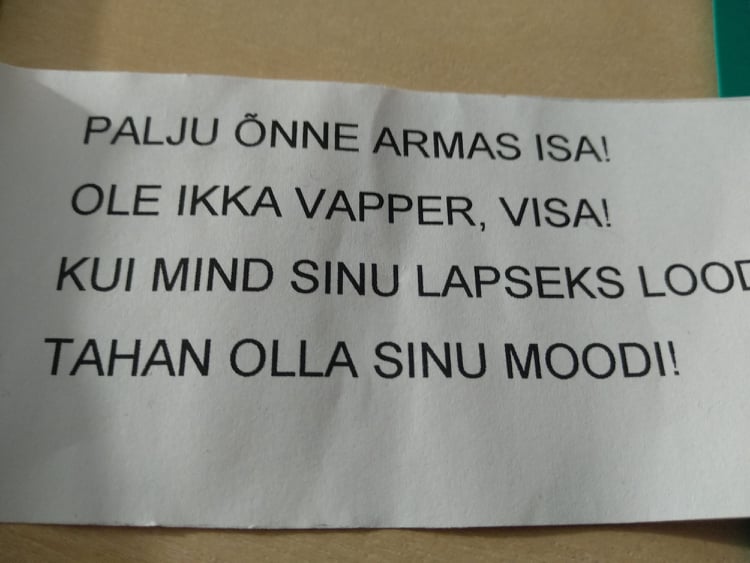 PALJU ÕNNE ARMAS ISA!
OLE IKKA VAPPER, VISA!
KUI MIND SINU LAPSEKS
TAHAN OLLA SINU MOODI!